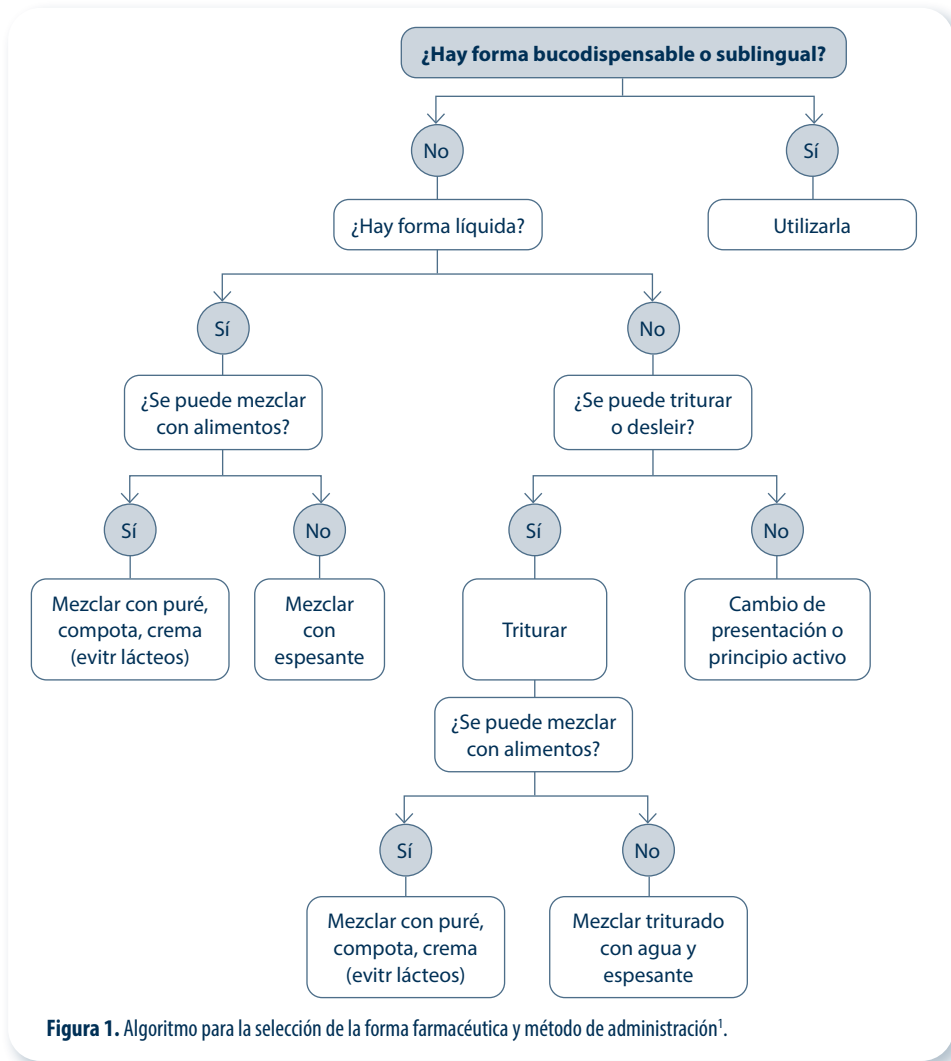 ¿Hay forma bucodispensable o sublingual?
No
Sí
¿Hay forma líquida?
Utilizarla
Sí
No
¿Se puede mezclar
con alimentos?
¿Se puede triturar
o desleir?
Sí
No
Sí
No
Mezclar con puré,
compota, crema
(evitr lácteos)
Mezclar
con
espesante
Triturar
Cambio de
presentación o
principio activo
¿Se puede mezclar
con alimentos?
Sí
No
Mezclar con puré,
compota, crema
(evitr lácteos)
Mezclar triturado
con agua y
espesante
Figura 1. Algoritmo para la selección de la forma farmacéutica y método de administración¹.